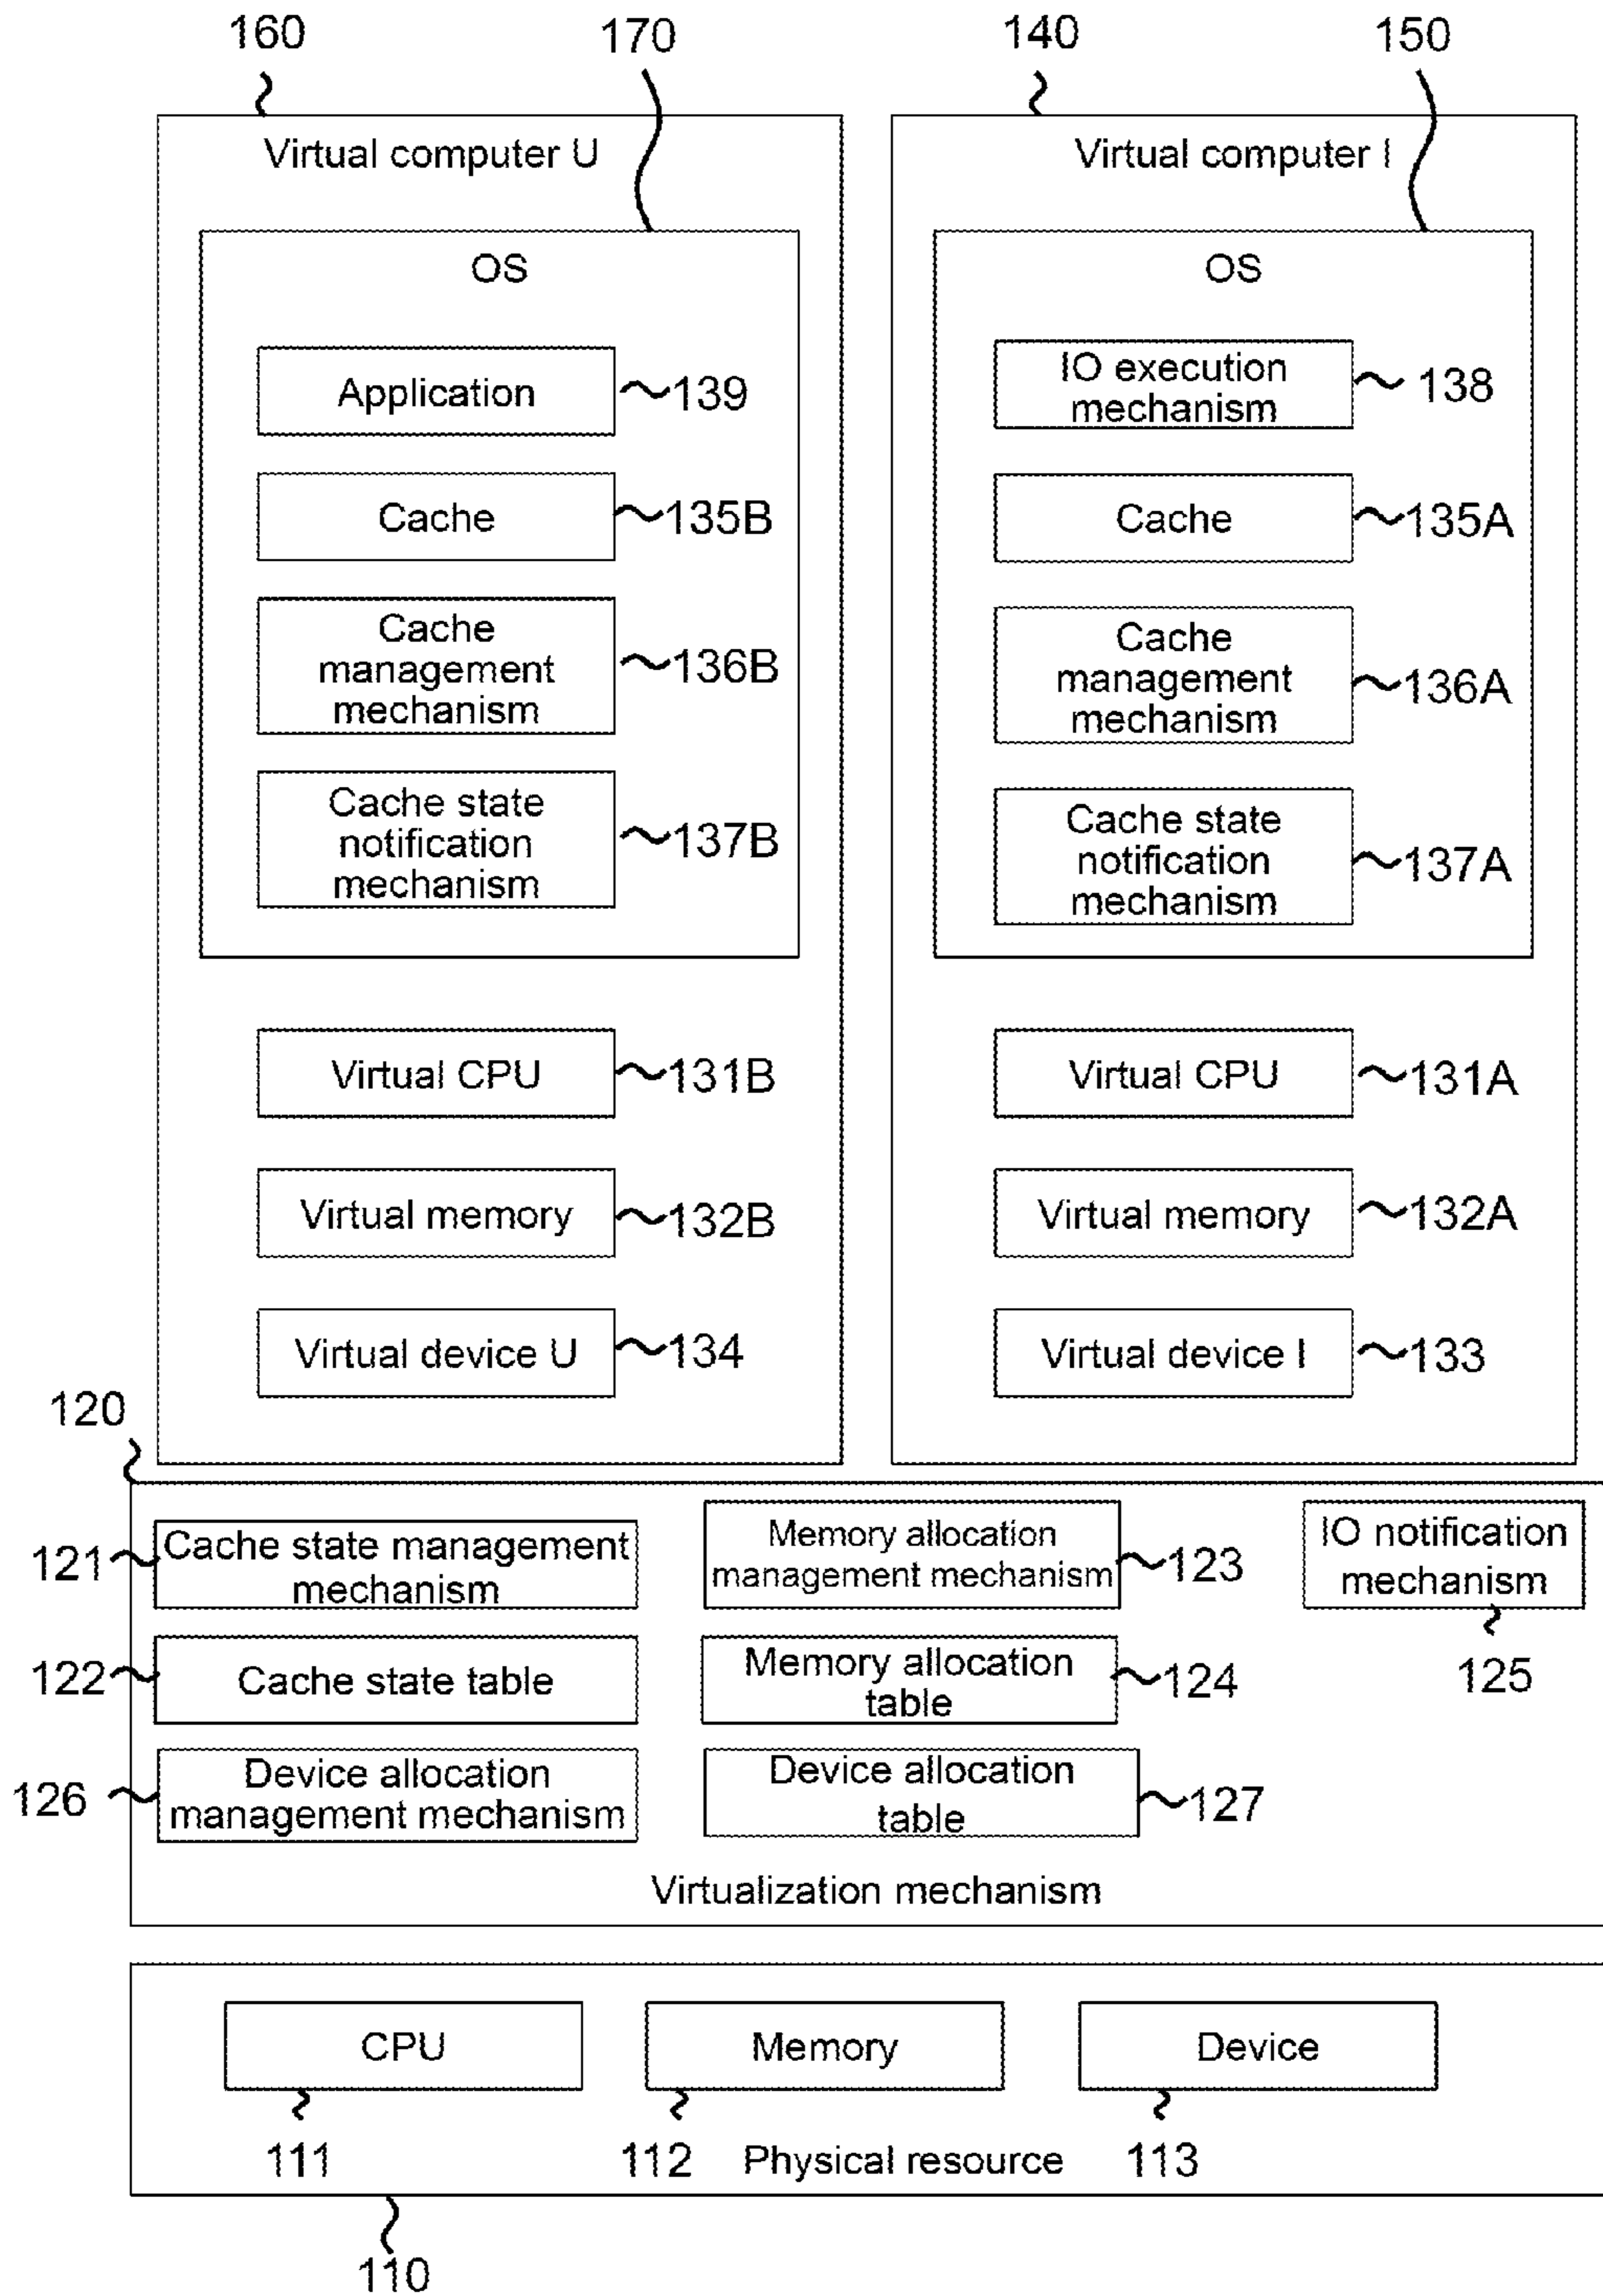 160
170
140
150
Virtual computer U
Virtual computer I
OS
OS
Application
139
IO execution
mechanism
138
Cache
135B
Cache
135A
Cache
management
mechanism
136B
Cache
management
mechanism
136A
Cache state
notification
mechanism
137B
Cache state
notification
mechanism
137A
Virtual CPU
131B
Virtual CPU
131A
Virtual memory
132B
Virtual memory
132A
Virtual device U
134
Virtual device I
133
120
121
Cache state management
mechanism
Memory allocation
management mechanism
123
IO notification
mechanism
125
122
Cache state table
Memory allocation
table
124
126
Device allocation
management mechanism
Device allocation
table
127
Virtualization mechanism
CPU
Memory
Device
111
112
Physical resource
113
110